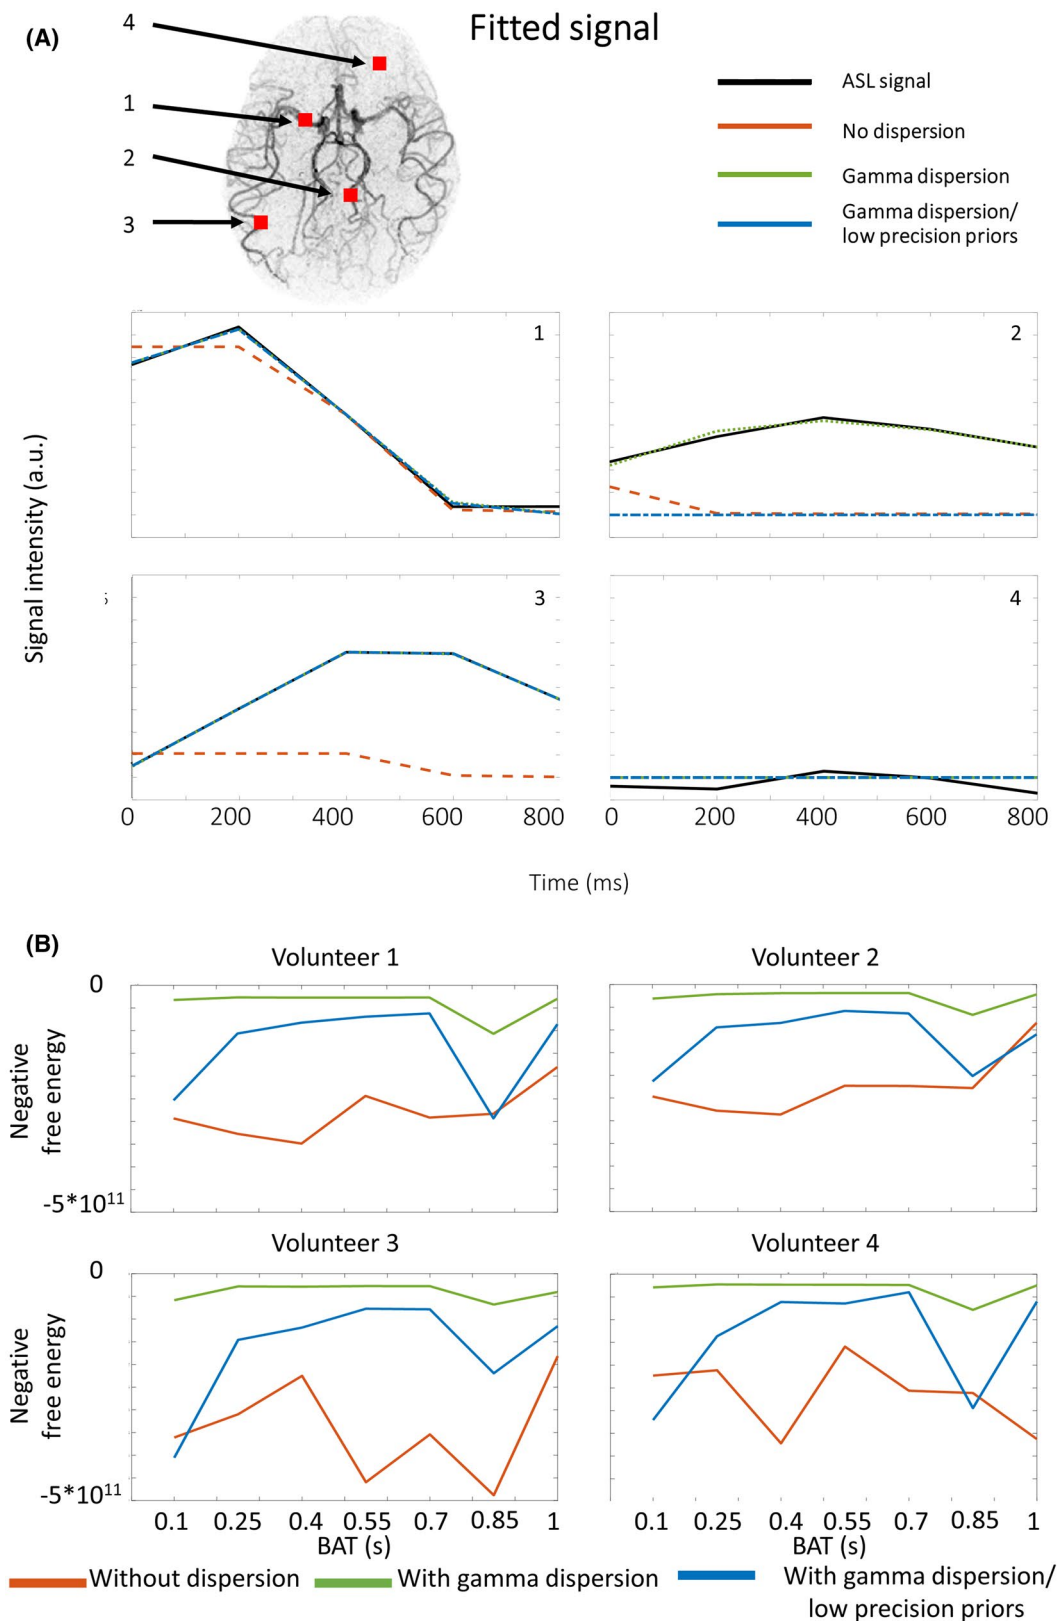 (A)
Fitted signal
4
1
2
3
ASL signal
No dispersion
Gamma dispersion
Gamma dispersion/
low precision priors
Signal intensity (a.u.)
1
2
3
4
0 200 400 600 800
0 200 400 600 800
Time (ms)
(B)
Volunteer 1
Volunteer 2
0
Negative
free energy
-5*10¹¹
Volunteer 3
Volunteer 4
0
Negative
free energy
-5*10¹¹
0.1 0.25 0.4 0.55 0.7 0.85 1
0.1 0.25 0.4 0.55 0.7 0.85 1
BAT (s)
BAT (s)
Without dispersion
With gamma dispersion
With gamma dispersion/
low precision priors